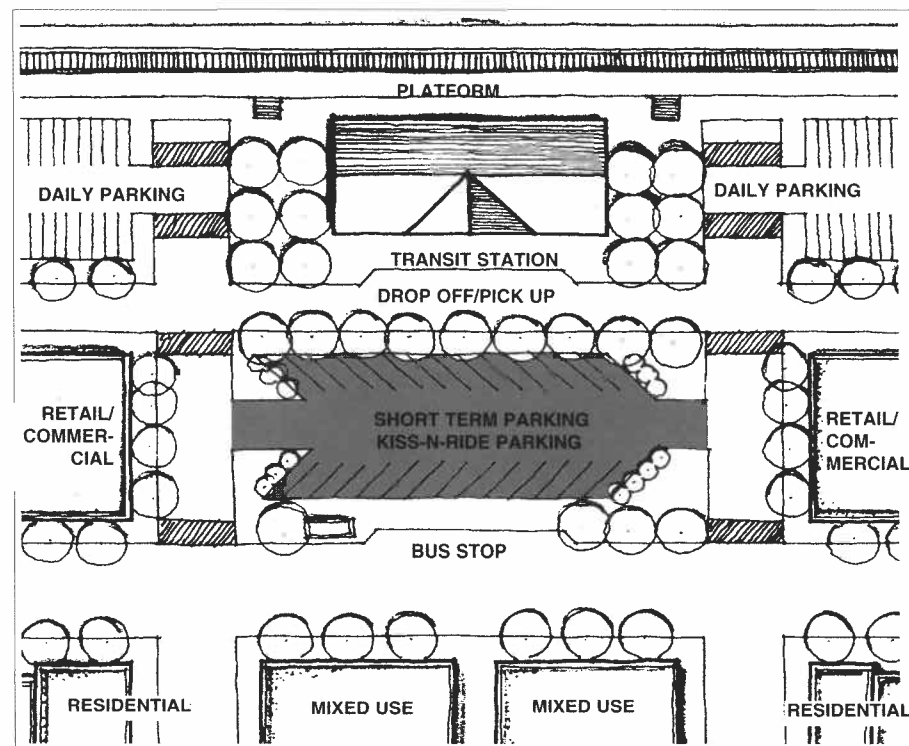 PLATFORM
DAILY PARKING
DAILY PARKING
TRANSIT STATION
DROP OFF/PICK UP
RETAIL/
COMMER-
CIAL
SHORT TERM PARKING
KISS-N-RIDE PARKING
RETAIL/
COM-
MERCIAL
BUS STOP
RESIDENTIAL
MIXED USE
MIXED USE
RESIDENTIAL